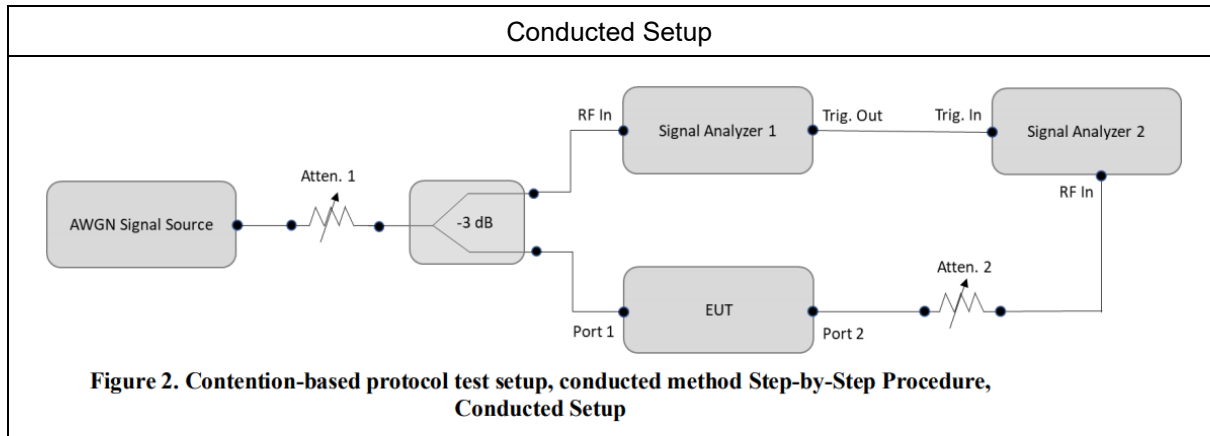 Conducted Setup
RF In
Signal Analyzer 1
Trig. Out
Trig. In
Signal Analyzer 2
RF In
Atten. 1
AWGN Signal Source
-3 dB
Atten. 2
EUT
Port 1
Port 2
Figure 2. Contention-based protocol test setup, conducted method Step-by-Step Procedure,
Conducted Setup